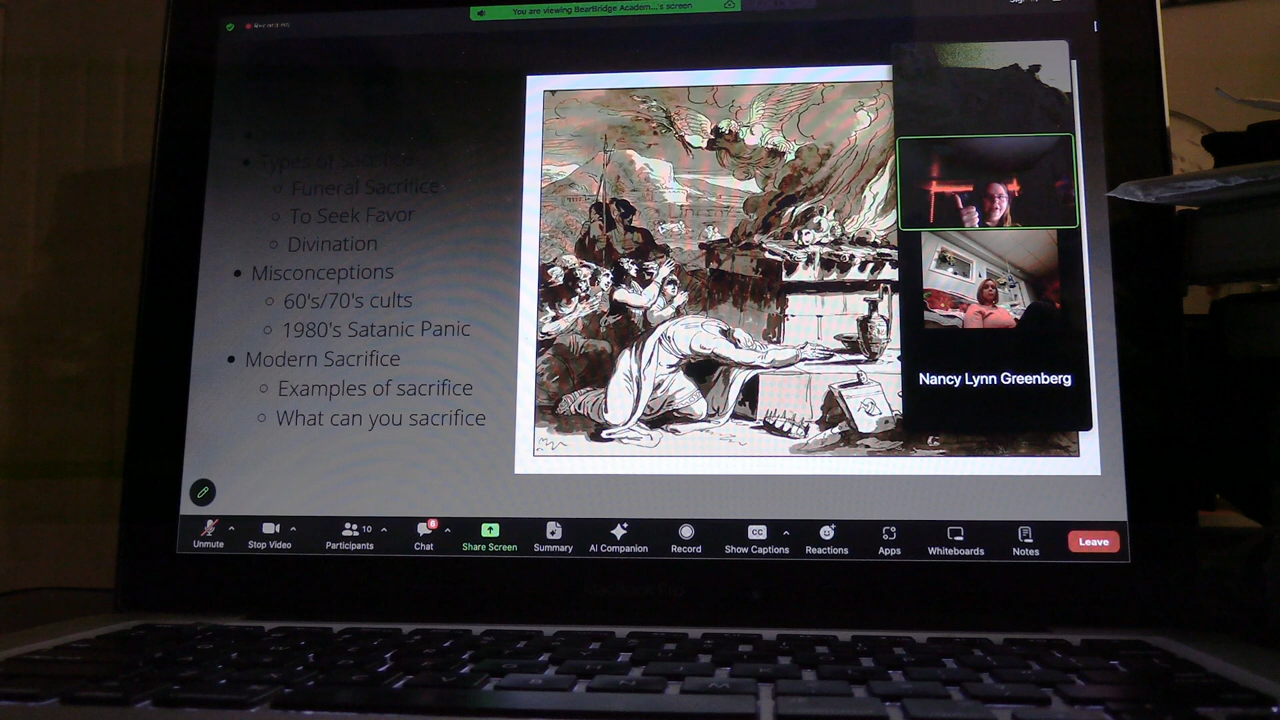 You are viewing BearBridge Academ...'s screen
Types of
Funeral Sacrifice
To Seek Favor
Divination
Misconceptions
60's/70's cults
1980's Satanic Panic
Modern Sacrifice
Examples of sacrifice
What can you sacrifice
Nancy Lynn Greenberg
Unmute
Stop Video
Participants
10
Chat
Share Screen
Summary
AI Companion
Record
CC
Show Captions
Reactions
Apps
Whiteboards
Notes
Leave